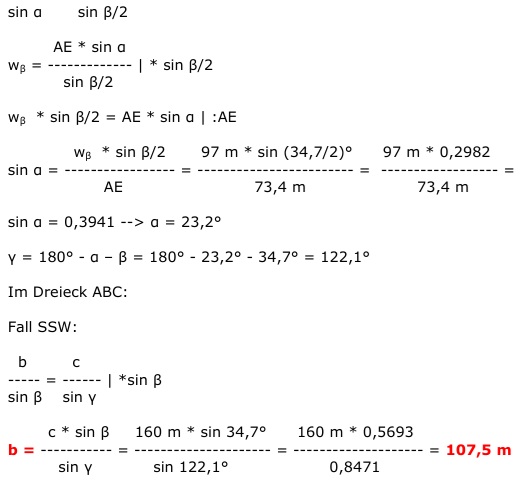 sin α sin β/2
AE * sin α
wβ = ------------- | * sin β/2
sin β/2
wβ * sin β/2 = AE * sin α | :AE
wβ * sin β/2 97 m * sin (34,7/2)° 97 m * 0,2982
sin α = ----------------- = ------------------------ = ------------------ =
AE 73,4 m 73,4 m
sin α = 0,3941 --> α = 23,2°
γ = 180° - α – β = 180° - 23,2° - 34,7° = 122,1°
Im Dreieck ABC:
Fall SSW:
b c
----- = ------ | *sin β
sin β sin γ
c * sin β 160 m * sin 34,7° 160 m * 0,5693
b = ----------- = --------------------- = -------------------- = 107,5 m
sin γ sin 122,1° 0,8471